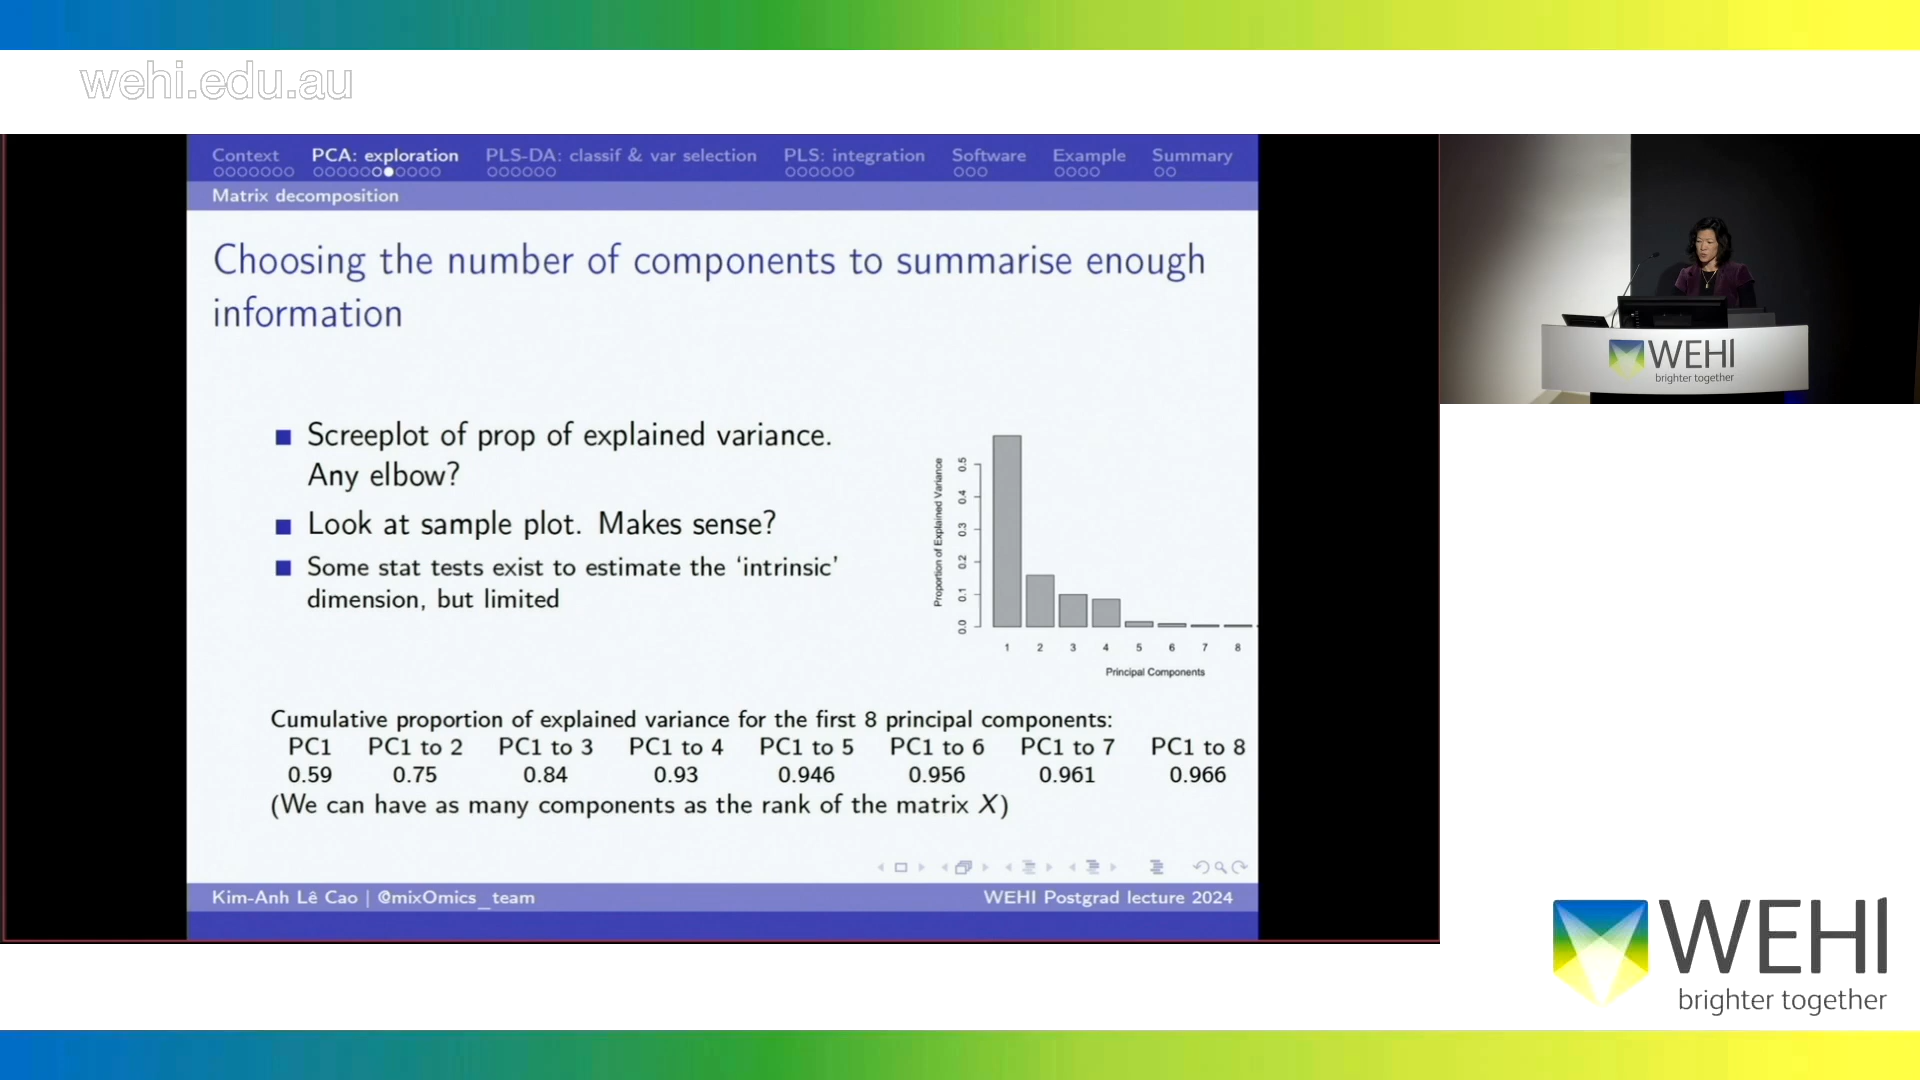 wehi.edu.au
Context PCA: exploration PLS-DA: classif & var selection PLS: integration Software Example Summary
Matrix decomposition
Choosing the number of components to summarise enough
information
Screeplot of prop of explained variance.
Any elbow?
Look at sample plot. Makes sense?
Some stat tests exist to estimate the ‘intrinsic’
dimension, but limited
Proportion of Explained Variance
0.5
0.4
0.3
0.2
0.1
0.0
1 2 3 4 5 6 7 8
Principal Components
Cumulative proportion of explained variance for the first 8 principal components:
PC1 PC1 to 2 PC1 to 3 PC1 to 4 PC1 to 5 PC1 to 6 PC1 to 7 PC1 to 8
0.59 0.75 0.84 0.93 0.946 0.956 0.961 0.966
(We can have as many components as the rank of the matrix X)
Kim-Anh Lê Cao | @mixOmics_team WEHI Postgrad lecture 2024
WEHI
brighter together
WEHI
brighter together